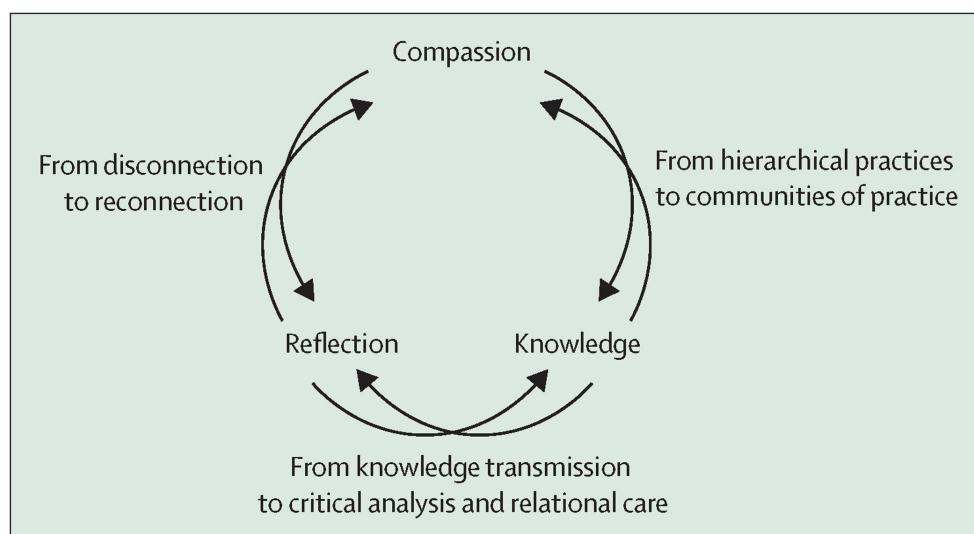 Compassion
From disconnection
to reconnection
From hierarchical practices
to communities of practice
Reflection
Knowledge
From knowledge transmission
to critical analysis and relational care